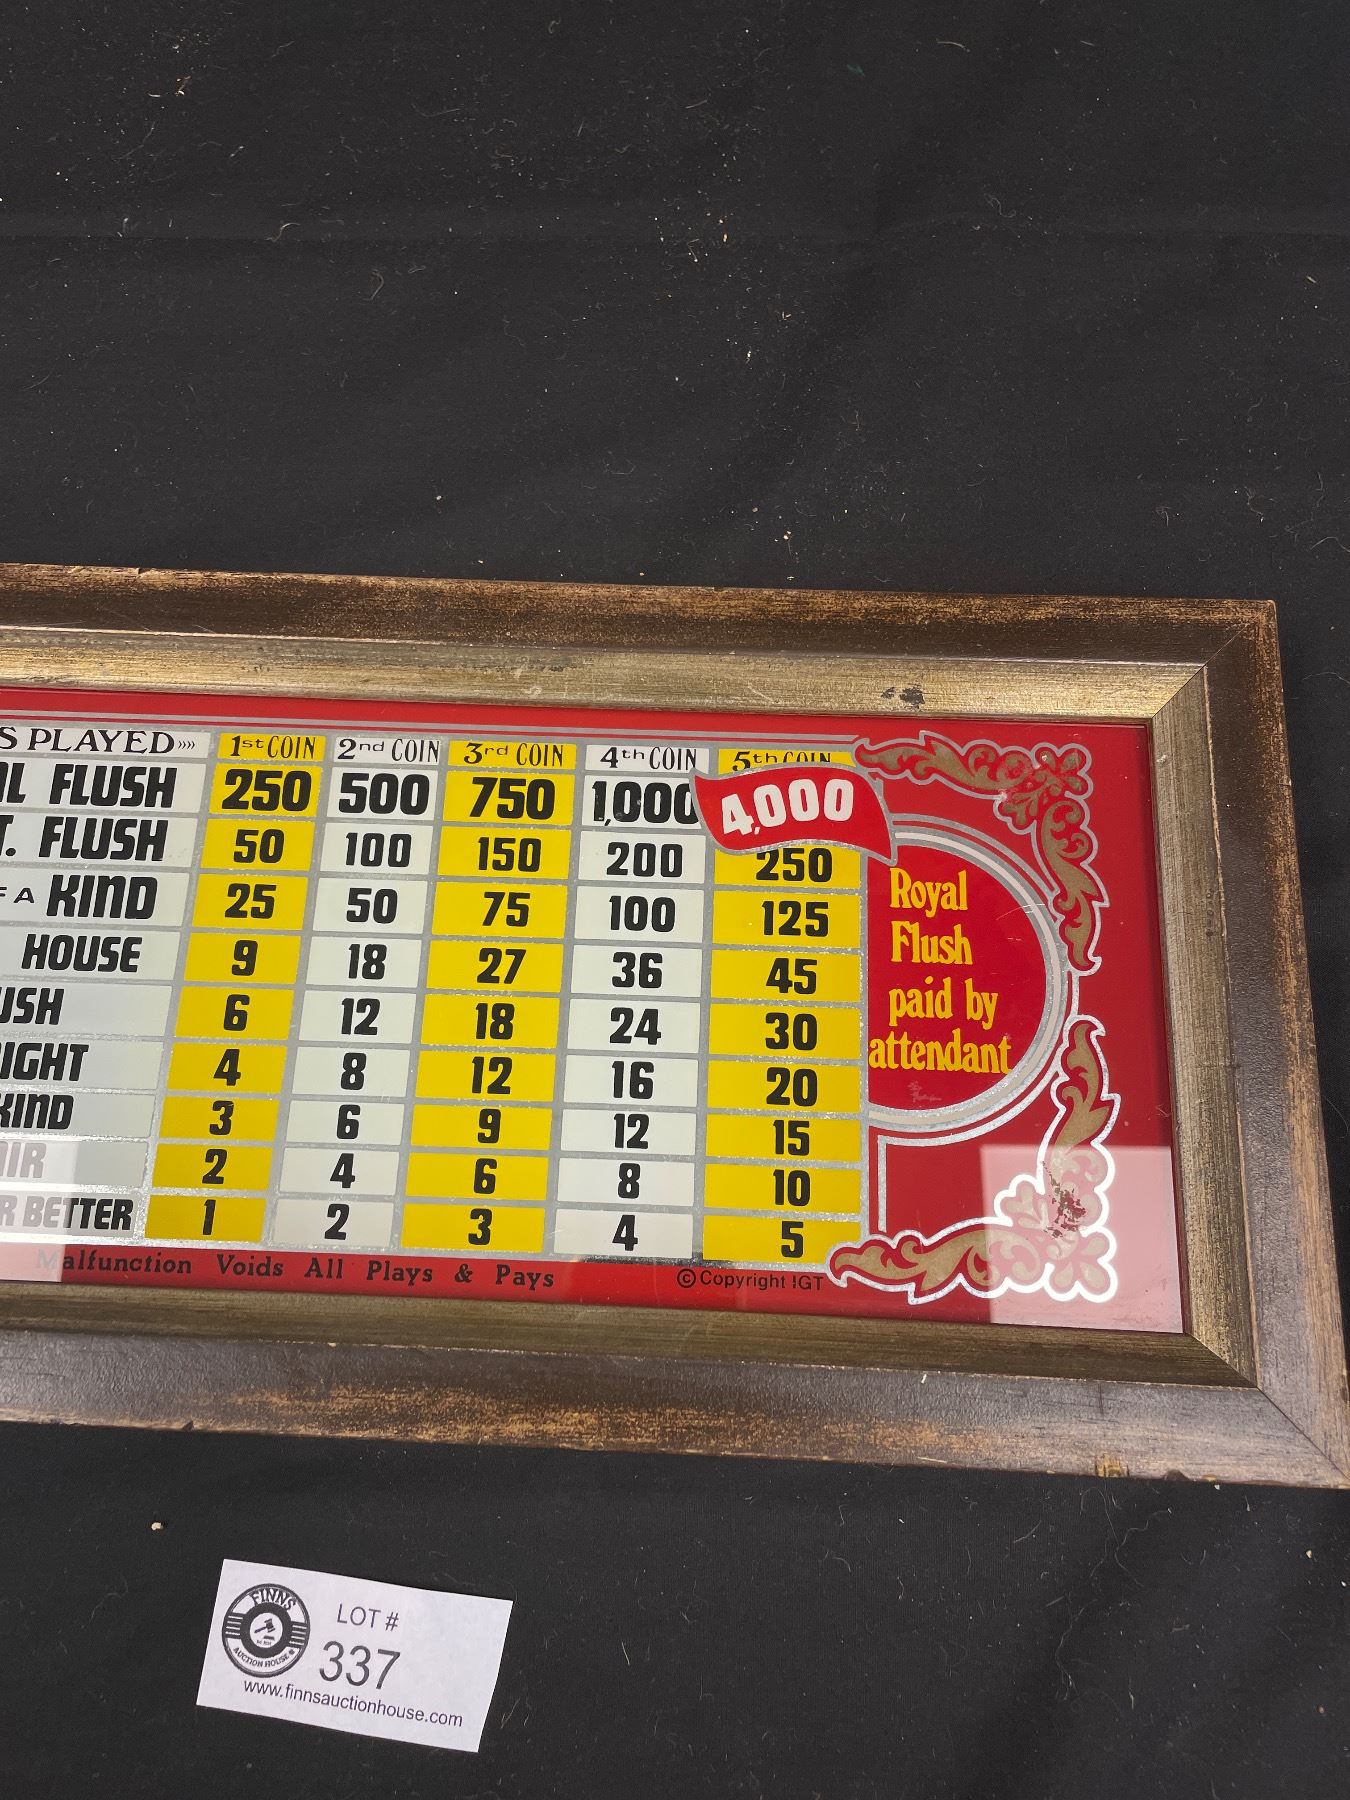 S PLAYED »» 1st COIN 2nd COIN 3rd COIN 4th COIN 5th COIN
AL FLUSH 250 500 750 1,000 4,000
T. FLUSH 50 100 150 200 250
F A KIND 25 50 75 100 125
HOUSE 9 18 27 36 45
USH 6 12 18 24 30
IGHT 4 8 12 16 20
KIND 3 6 9 12 15
AIR 2 4 6 8 10
R BETTER 1 2 3 4 5
Royal
Flush
paid by
attendant
Malfunction Voids All Plays & Pays
© Copyright IGT
FINNS
AUCTION HOUSE
LOT #
337
www.finnsauctionhouse.com